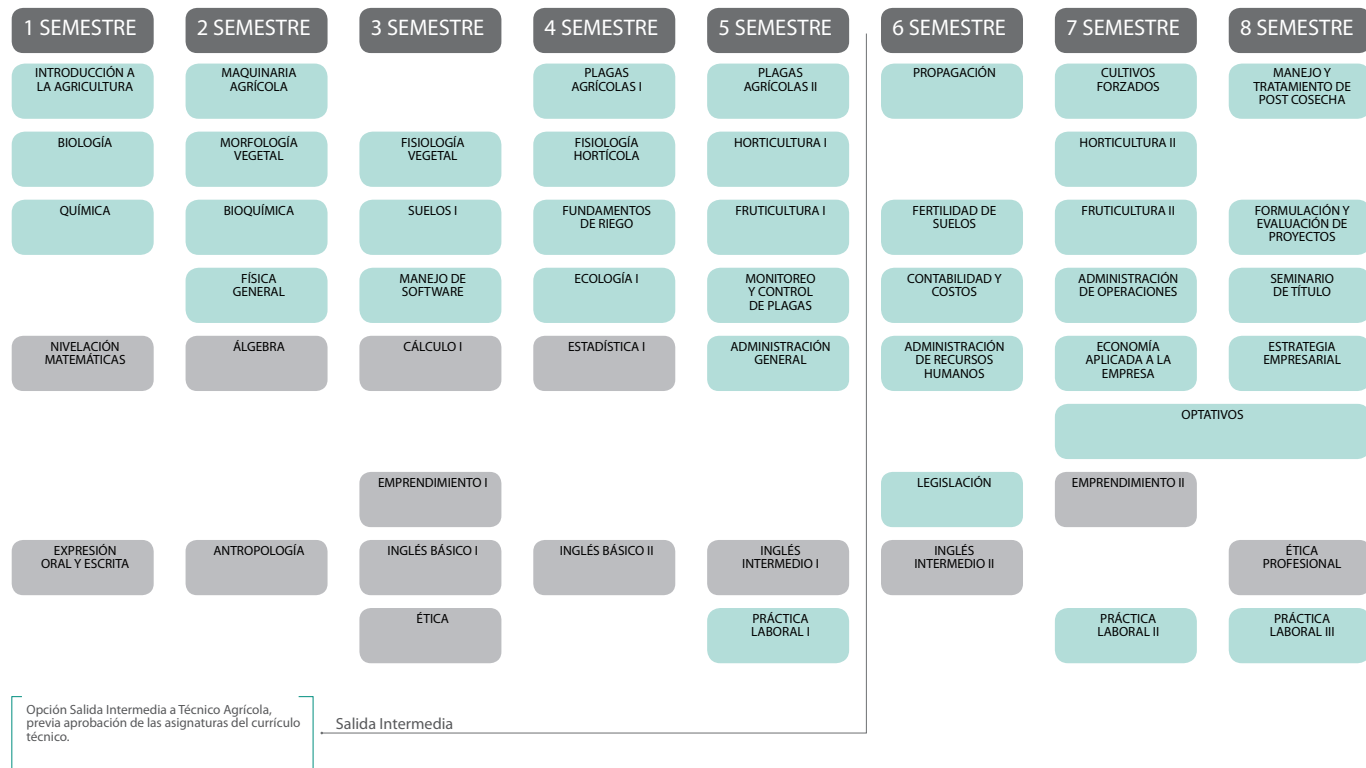 1 SEMESTRE
2 SEMESTRE
3 SEMESTRE
4 SEMESTRE
5 SEMESTRE
6 SEMESTRE
7 SEMESTRE
8 SEMESTRE
INTRODUCCIÓN A
LA AGRICULTURA
MAQUINARIA
AGRÍCOLA
PLAGAS
AGRÍCOLAS I
PLAGAS
AGRÍCOLAS II
PROPAGACIÓN
CULTIVOS
FORZADOS
MANEJO Y
TRATAMIENTO DE
POST COSECHA
BIOLOGÍA
MORFOLOGÍA
VEGETAL
FISIOLOGÍA
VEGETAL
FISIOLOGÍA
HORTÍCOLA
HORTICULTURA I
HORTICULTURA II
QUÍMICA
BIOQUÍMICA
SUELOS I
FUNDAMENTOS
DE RIEGO
FRUTICULTURA I
FERTILIDAD DE
SUELOS
FRUTICULTURA II
FORMULACIÓN Y
EVALUACIÓN DE
PROYECTOS
FÍSICA
GENERAL
MANEJO DE
SOFTWARE
ECOLOGÍA I
MONITOREO
Y CONTROL
DE PLAGAS
CONTABILIDAD Y
COSTOS
ADMINISTRACIÓN
DE OPERACIONES
SEMINARIO
DE TÍTULO
NIVELACIÓN
MATEMÁTICAS
ÁLGEBRA
CÁLCULO I
ESTADÍSTICA I
ADMINISTRACIÓN
GENERAL
ADMINISTRACIÓN
DE RECURSOS
HUMANOS
ECONOMÍA
APLICADA A LA
EMPRESA
ESTRATEGIA
EMPRESARIAL
OPTATIVOS
EMPRENDIMIENTO I
LEGISLACIÓN
EMPRENDIMIENTO II
EXPRESIÓN
ORAL Y ESCRITA
ANTROPOLOGÍA
INGLÉS BÁSICO I
INGLÉS BÁSICO II
INGLÉS
INTERMEDIO I
INGLÉS
INTERMEDIO II
ÉTICA
PROFESIONAL
ÉTICA
PRÁCTICA
LABORAL I
PRÁCTICA
LABORAL II
PRÁCTICA
LABORAL III
Opción Salida Intermedia a Técnico Agrícola,
previa aprobación de las asignaturas del currículo
técnico.
Salida Intermedia